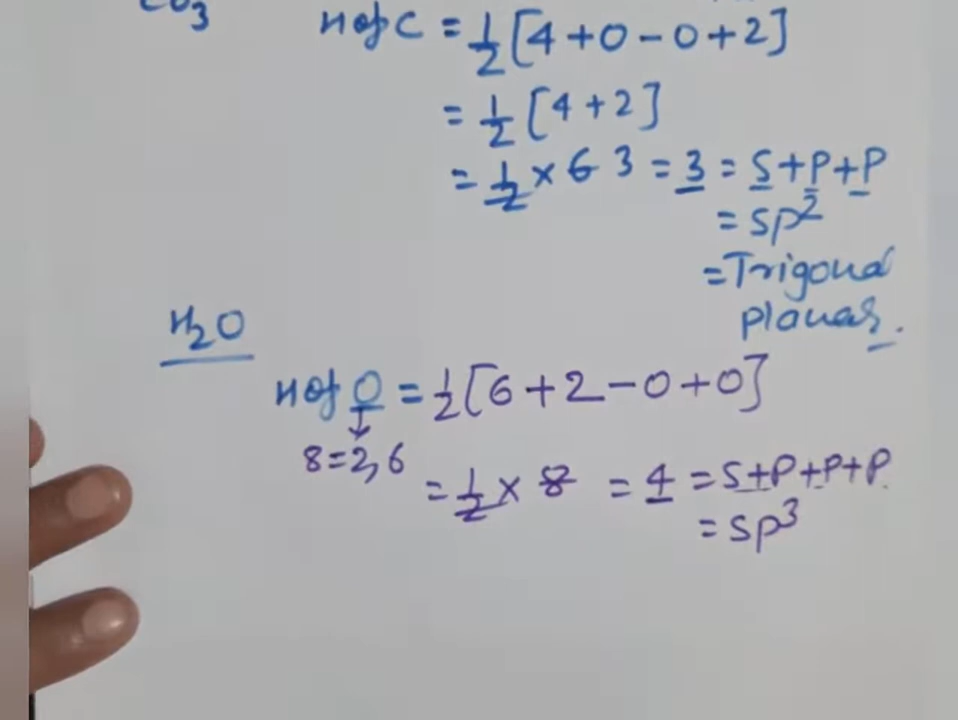 CO3
H of C = 1/2 [4+0-0+2]
= 1/2 [4+2]
= 1/2 × 6 3 = 3 = S+P+P
= sp²
= Trigonal
planar.
H2O
H of O = 1/2 [6+2-0+0]
8=2,6
= 1/2 × 8 = 4 = S+P+P+P
= sp³